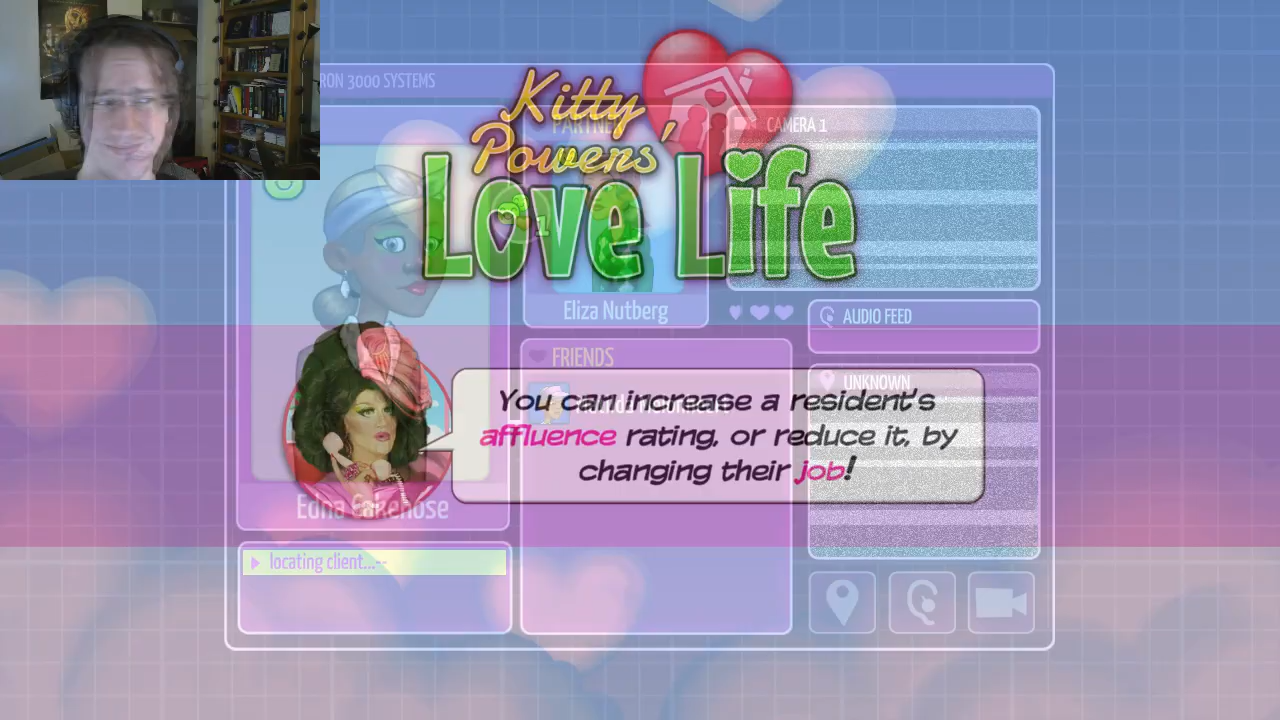 RON 3000 SYSTEMS
Kitty
Powers'
Love Life
PARTNER
CAMERA 1
Eliza Nutberg
AUDIO FEED
FRIENDS
UNKNOWN
You can increase a resident's
affluence rating, or reduce it, by
changing their job!
Edna Cakehose
locating client...--